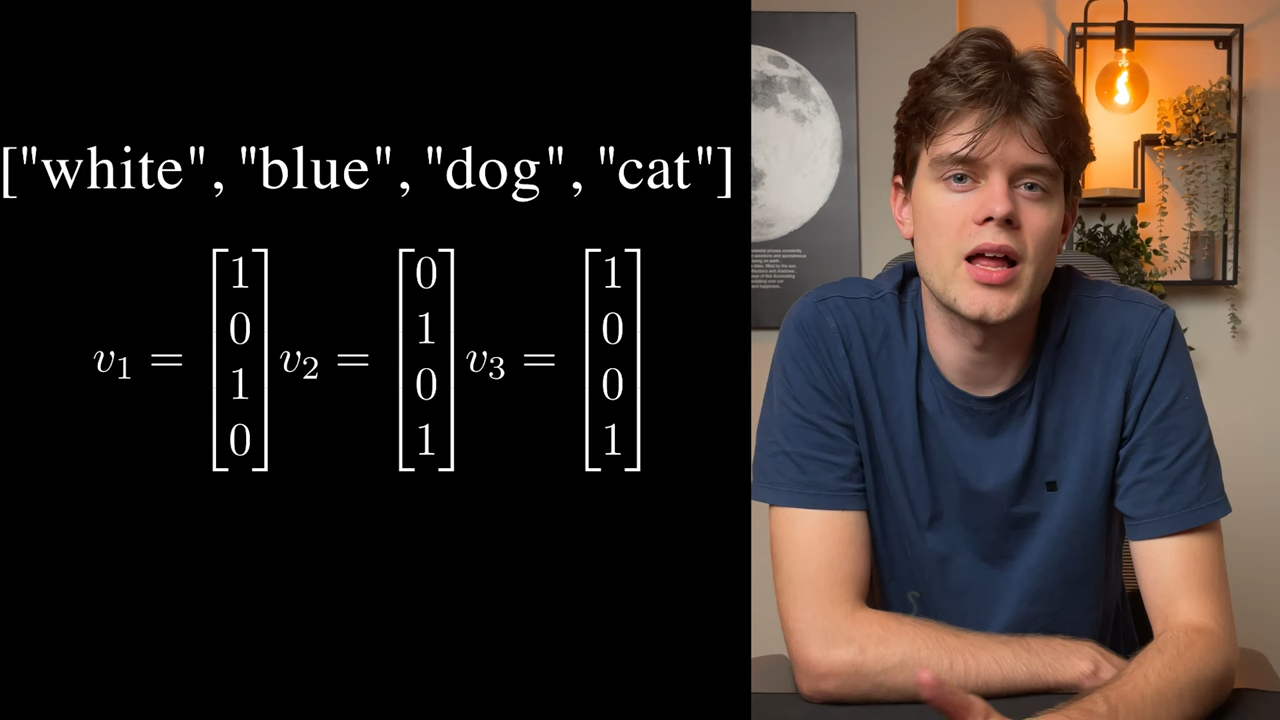 ["white", "blue", "dog", "cat"]
v₁ = [1 0 1 0] v₂ = [0 1 0 1] v₃ = [1 0 0 1]